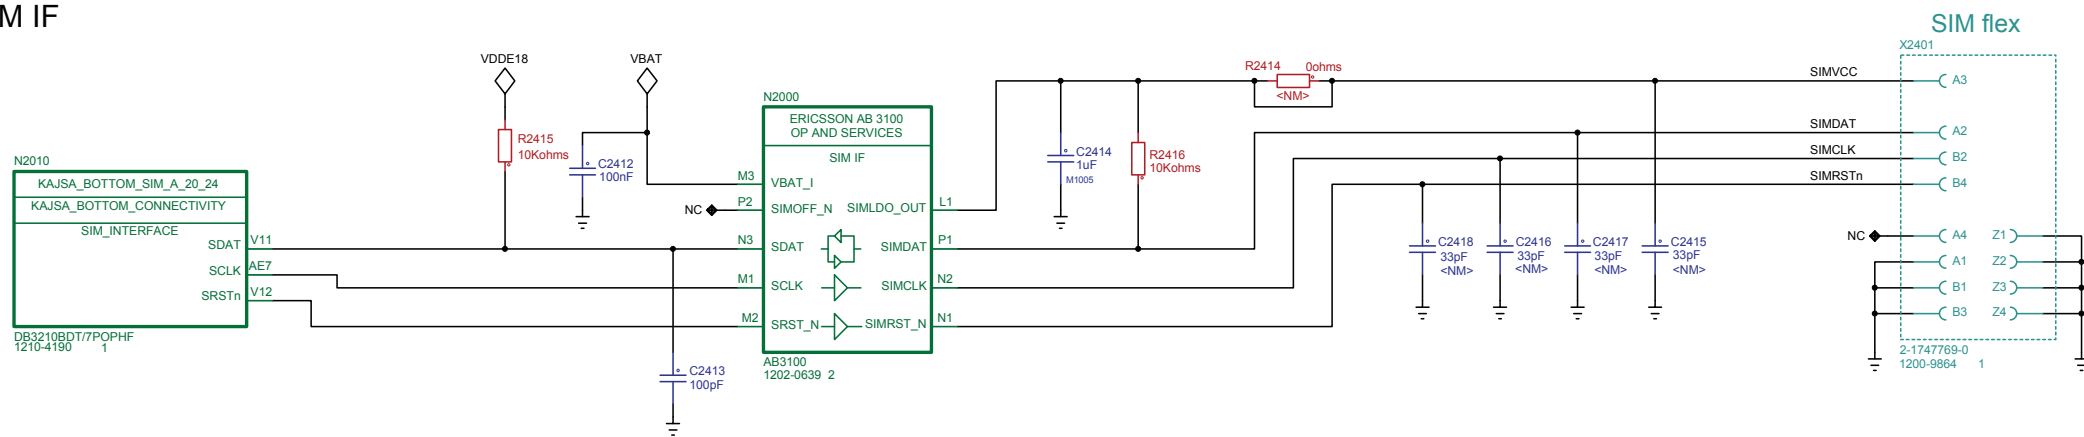 M IF
SIM flex
X2401
VDDE18
VBAT
R2414 0ohms
<NM>
SIMVCC
A3
N2000
ERICSSON AB 3100
OP AND SERVICES
SIM IF
R2415
10Kohms
C2412
100nF
C2414
1uF
M1005
R2416
10Kohms
SIMDAT
A2
SIMCLK
B2
SIMRSTn
B4
N2010
KAJSA_BOTTOM_SIM_A_20_24
KAJSA_BOTTOM_CONNECTIVITY
SIM_INTERFACE
SDAT V11
SCLK AE7
SRSTn V12
DB3210BDT/7POPHF
1210-4190 1
M3 VBAT_I
NC P2 SIMOFF_N SIMLDO_OUT L1
N3 SDAT SIMDAT P1
M1 SCLK SIMCLK N2
M2 SRST_N SIMRST_N N1
AB3100
1202-0639 2
C2413
100pF
C2418
33pF
<NM>
C2416
33pF
<NM>
C2417
33pF
<NM>
C2415
33pF
<NM>
NC A4 Z1
A1 Z2
B1 Z3
B3 Z4
2-1747769-0
1200-9864 1